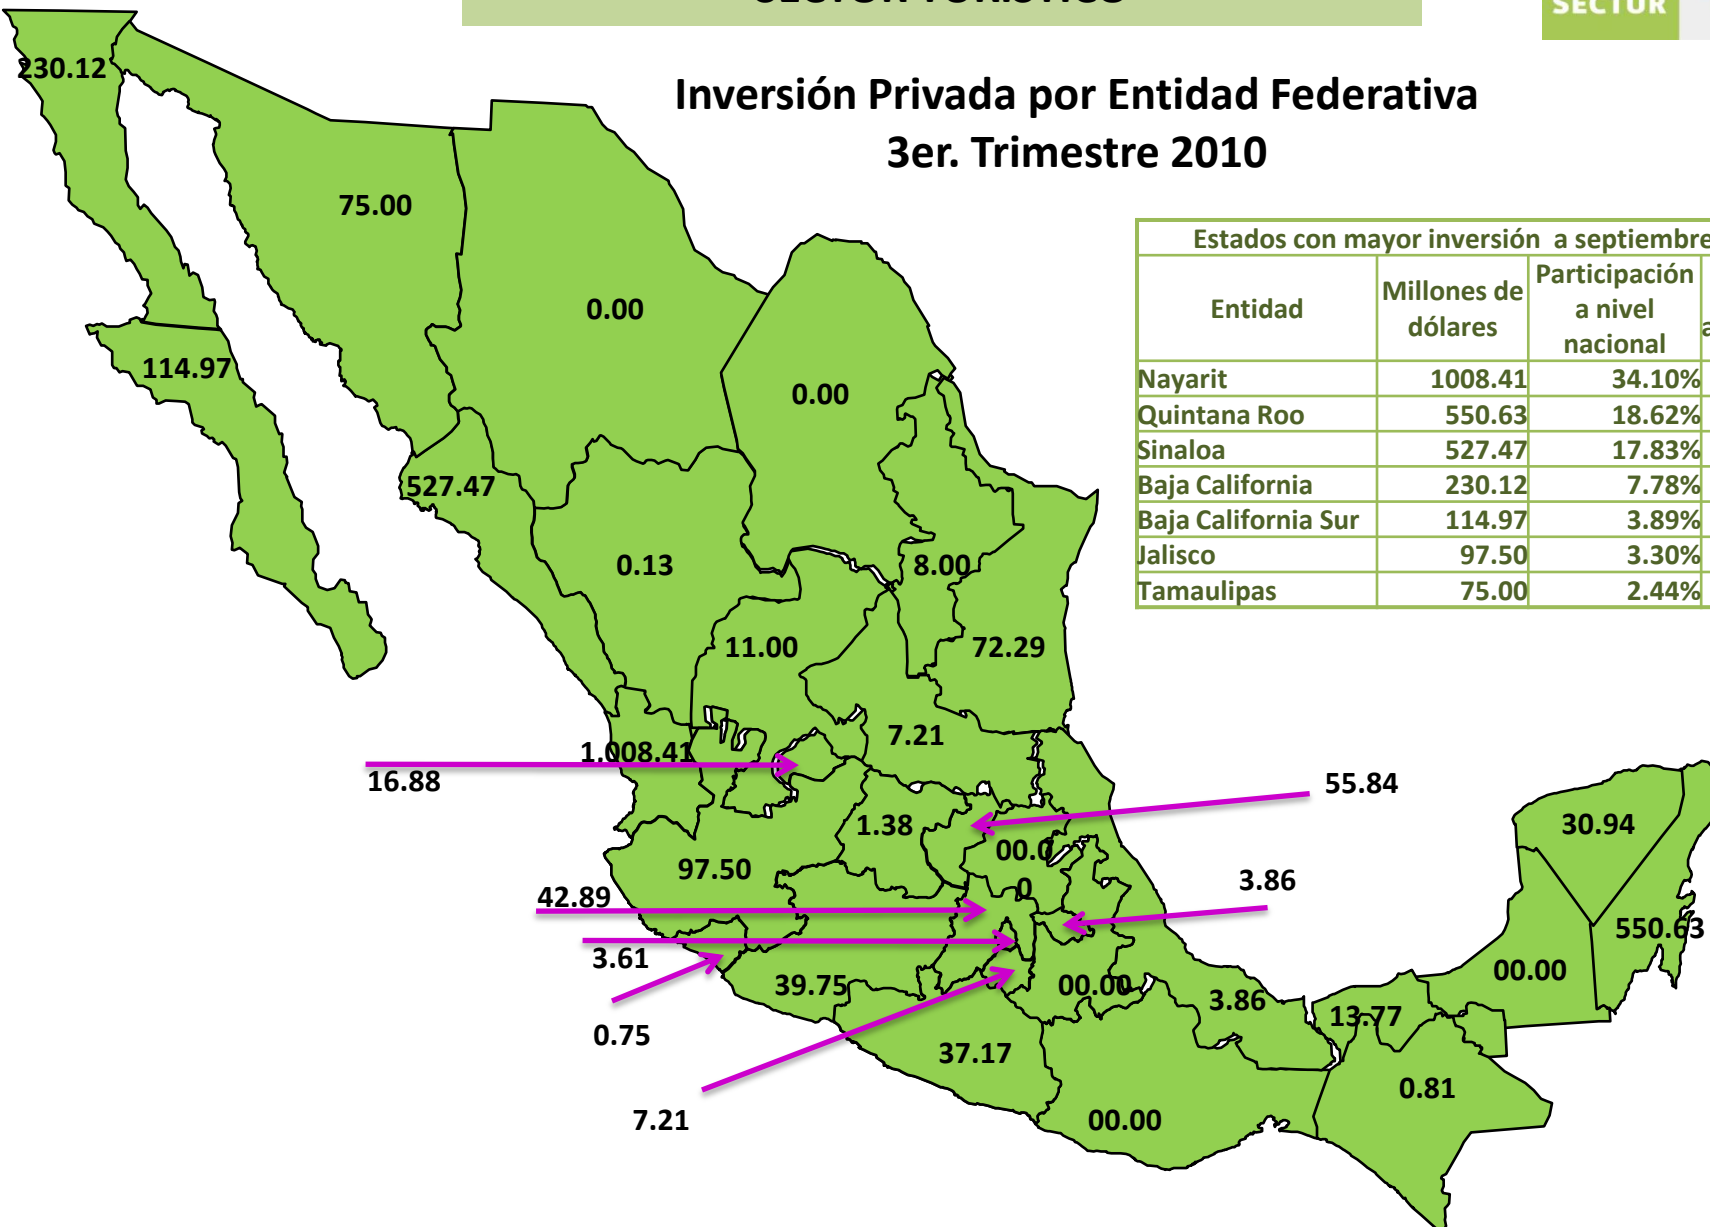 SECTOR TURÍSTICO
SECTUR
Inversión Privada por Entidad Federativa
3er. Trimestre 2010
Estados con mayor inversión a septiembre
Entidad
Millones de
dólares
Participación
a nivel
nacional
Nayarit 1008.41 34.10%
Quintana Roo 550.63 18.62%
Sinaloa 527.47 17.83%
Baja California 230.12 7.78%
Baja California Sur 114.97 3.89%
Jalisco 97.50 3.30%
Tamaulipas 75.00 2.44%
230.12
75.00
0.00
114.97
0.00
527.47
0.13
8.00
11.00
72.29
7.21
1.008.41
16.88
55.84
1.38
30.94
00.0
0
97.50
42.89
3.86
550.63
3.61
39.75
00.00
00.00
3.86
13.77
0.75
37.17
0.81
7.21
00.00